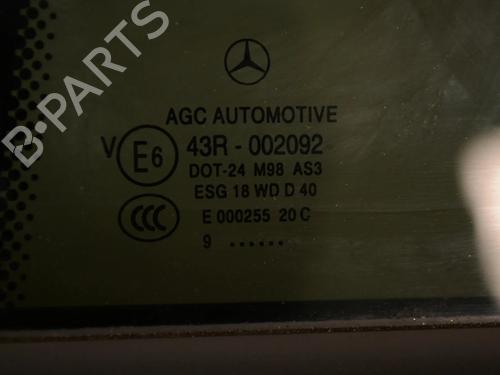 AGC AUTOMOTIVE
V E6 43R - 002092
DOT-24 M98 AS3
ESG 18 WD D 40
CCC E 000255 20 C
9 ......
B-PARTS